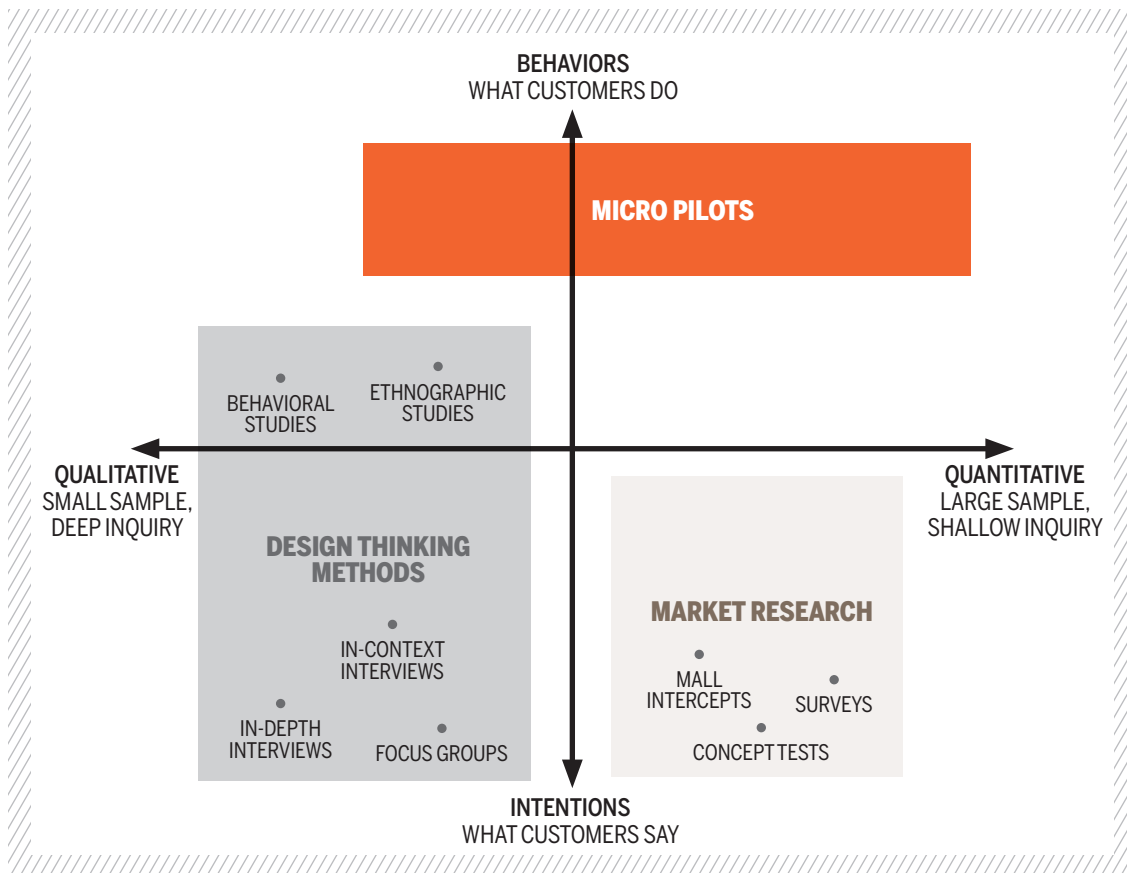 BEHAVIORS
WHAT CUSTOMERS DO
MICRO PILOTS
BEHAVIORAL
STUDIES
ETHNOGRAPHIC
STUDIES
QUALITATIVE
SMALL SAMPLE,
DEEP INQUIRY
QUANTITATIVE
LARGE SAMPLE,
SHALLOW INQUIRY
DESIGN THINKING
METHODS
IN-CONTEXT
INTERVIEWS
IN-DEPTH
INTERVIEWS
FOCUS GROUPS
MARKET RESEARCH
MALL
INTERCEPTS
SURVEYS
CONCEPT TESTS
INTENTIONS
WHAT CUSTOMERS SAY